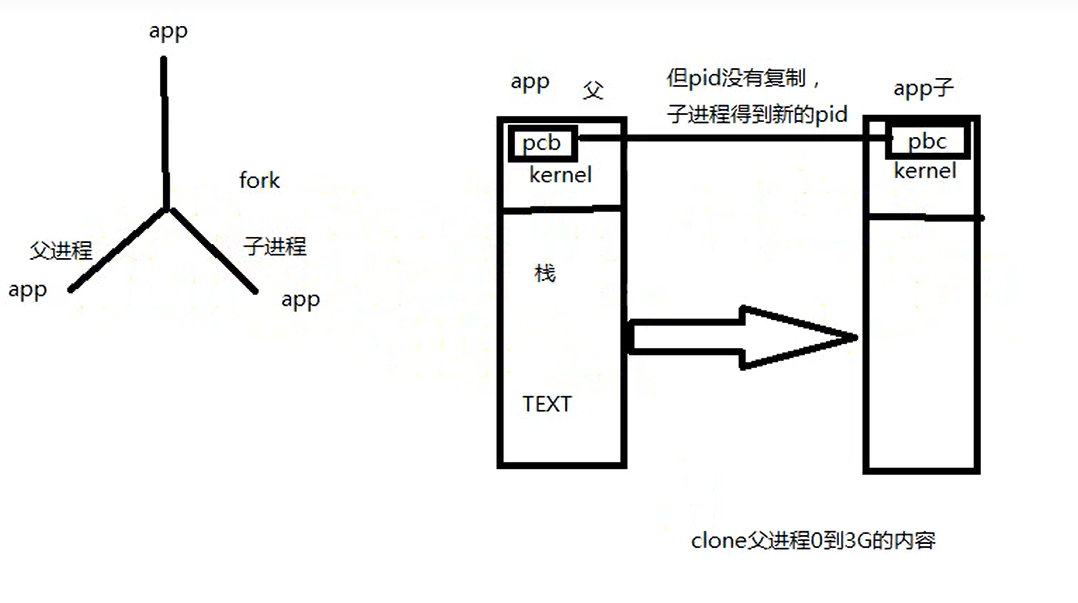 app
fork
父进程
子进程
app
app
app
父
但pid没有复制，
子进程得到新的pid
app子
pcb
kernel
pbc
kernel
栈
TEXT
clone父进程0到3G的内容